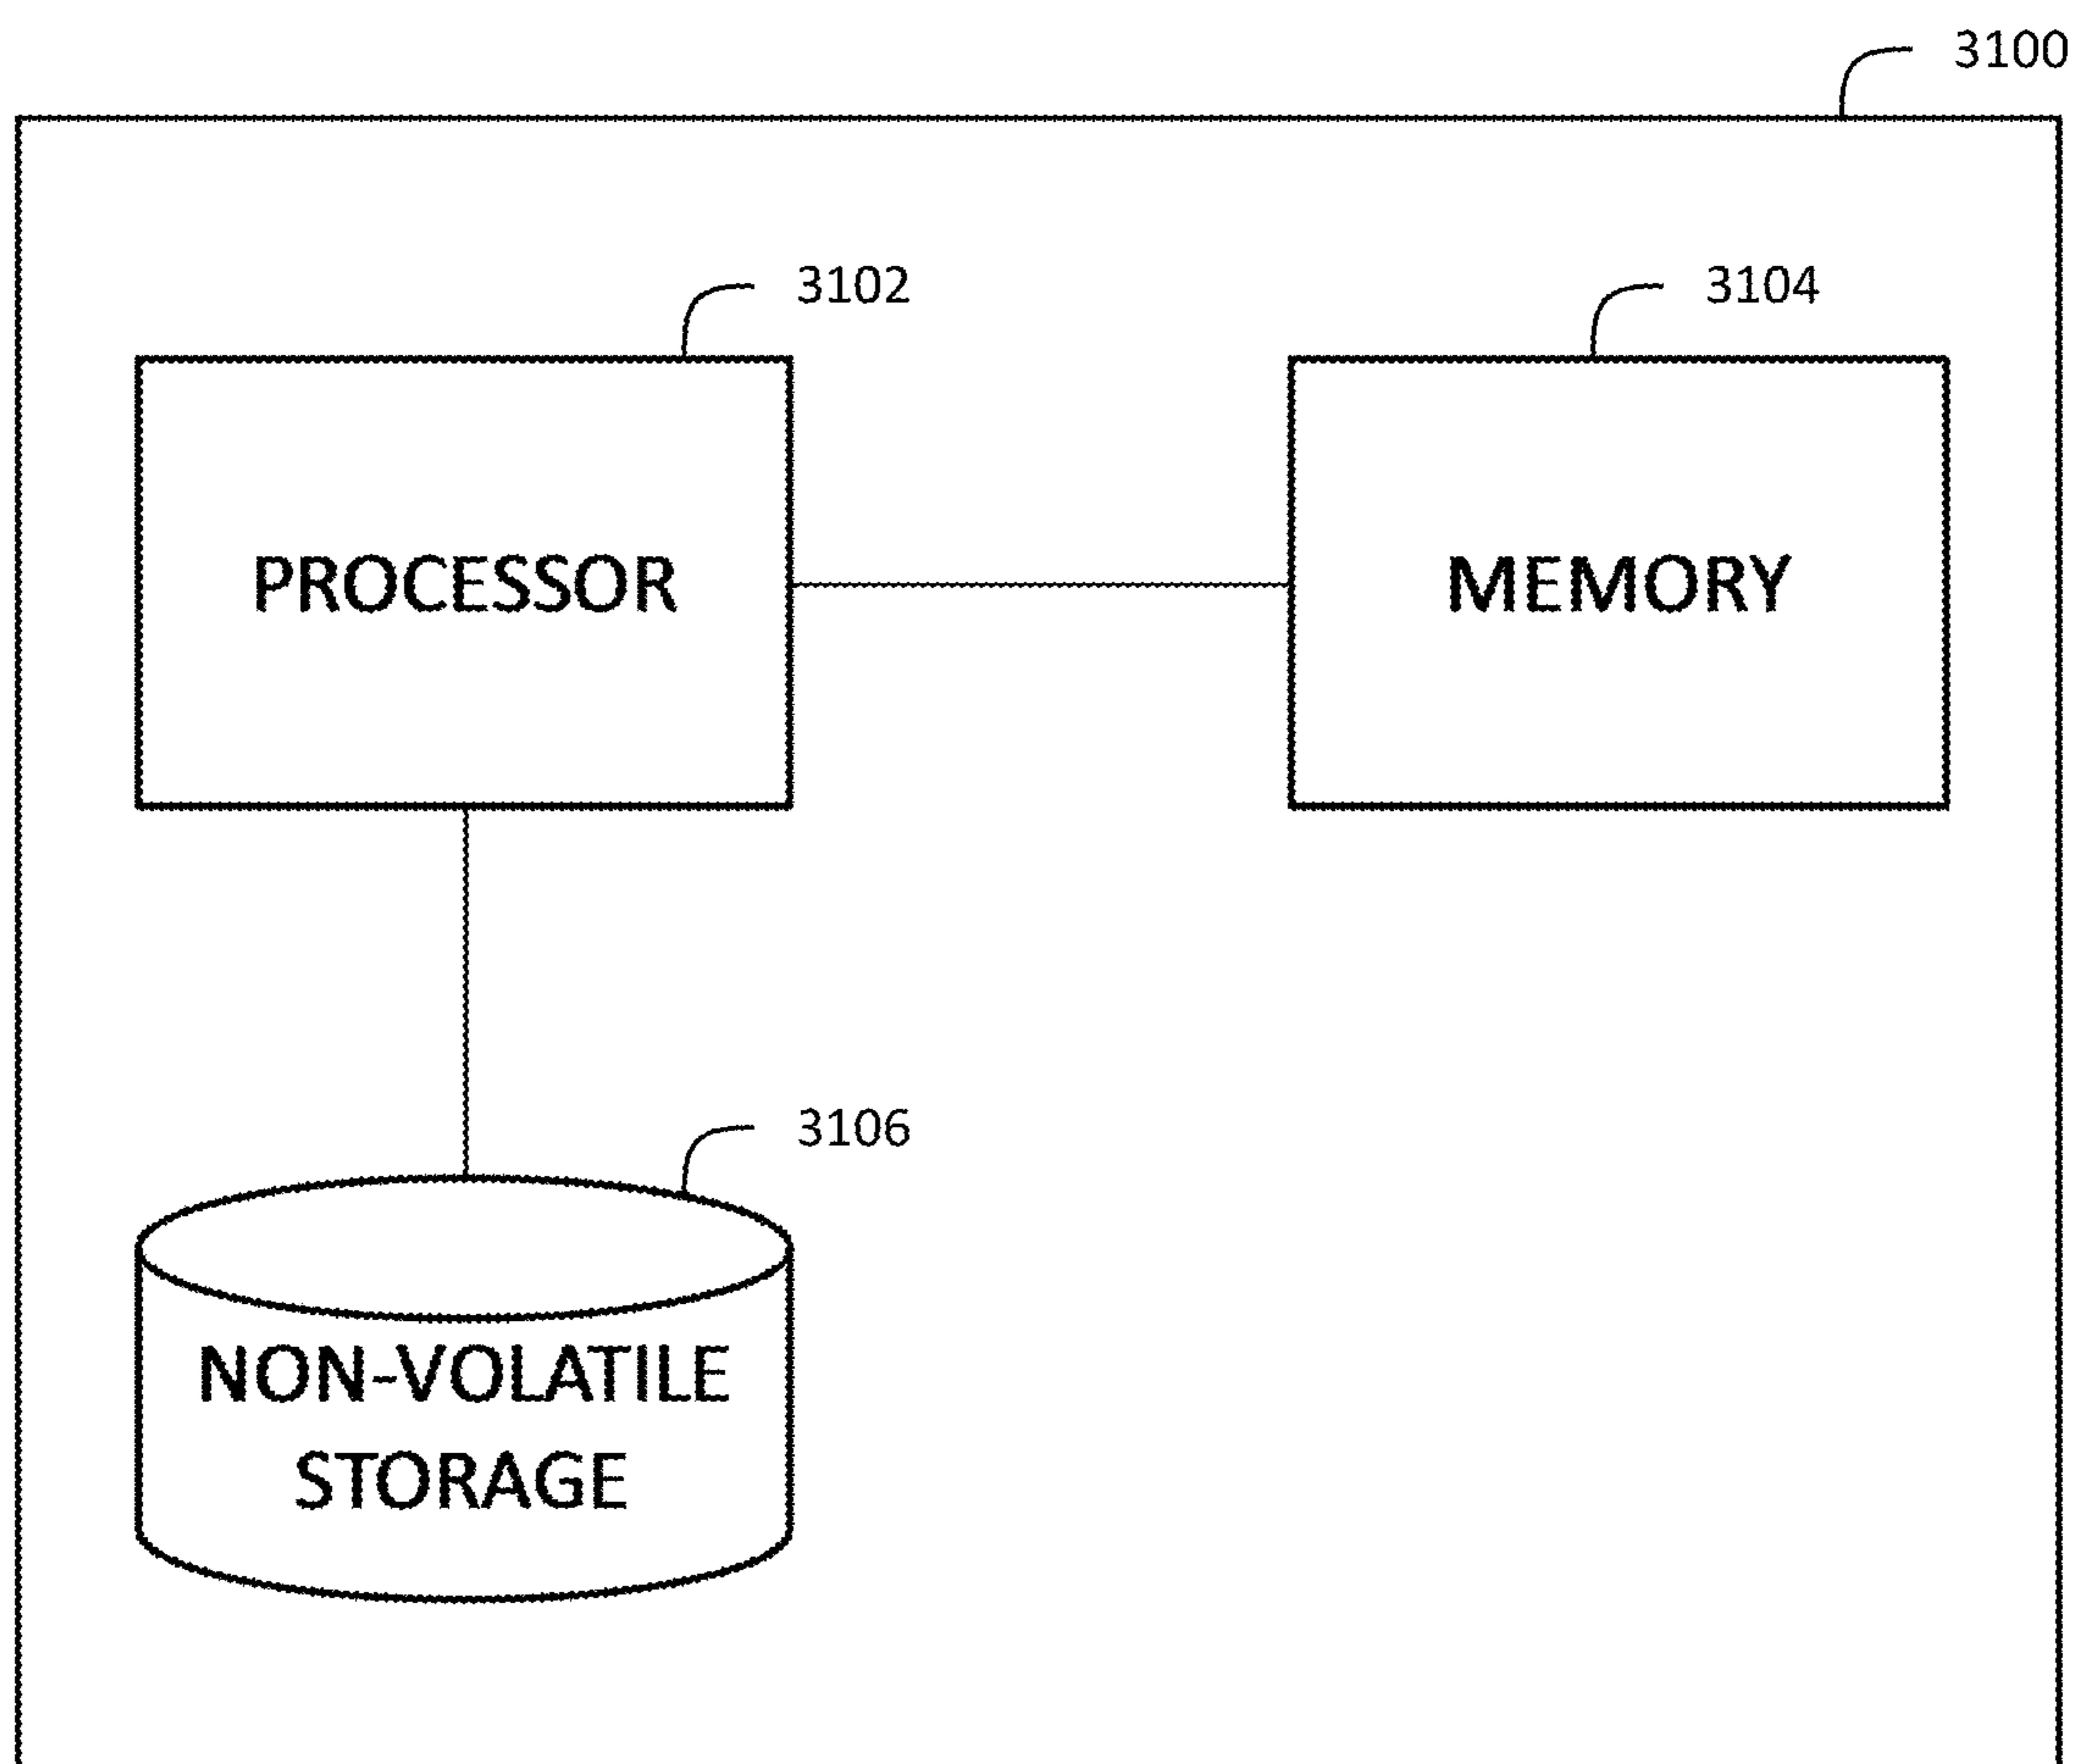 3100
3102
3104
PROCESSOR
MEMORY
3106
NON-VOLATILE
STORAGE